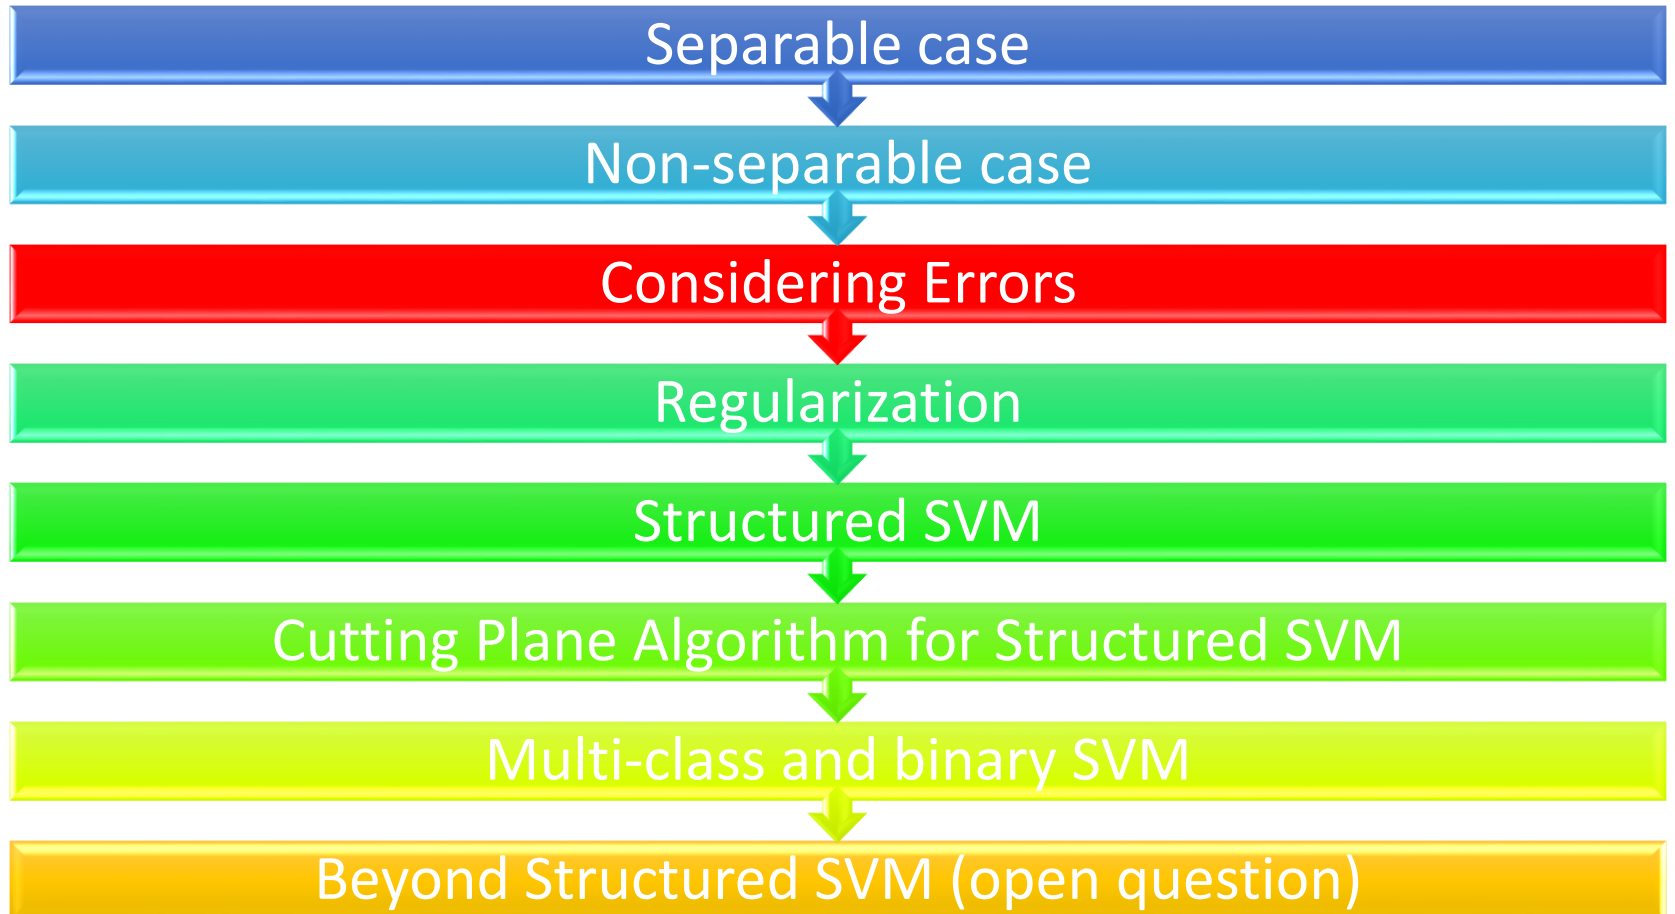 Separable case
Non-separable case
Considering Errors
Regularization
Structured SVM
Cutting Plane Algorithm for Structured SVM
Multi-class and binary SVM
Beyond Structured SVM (open question)